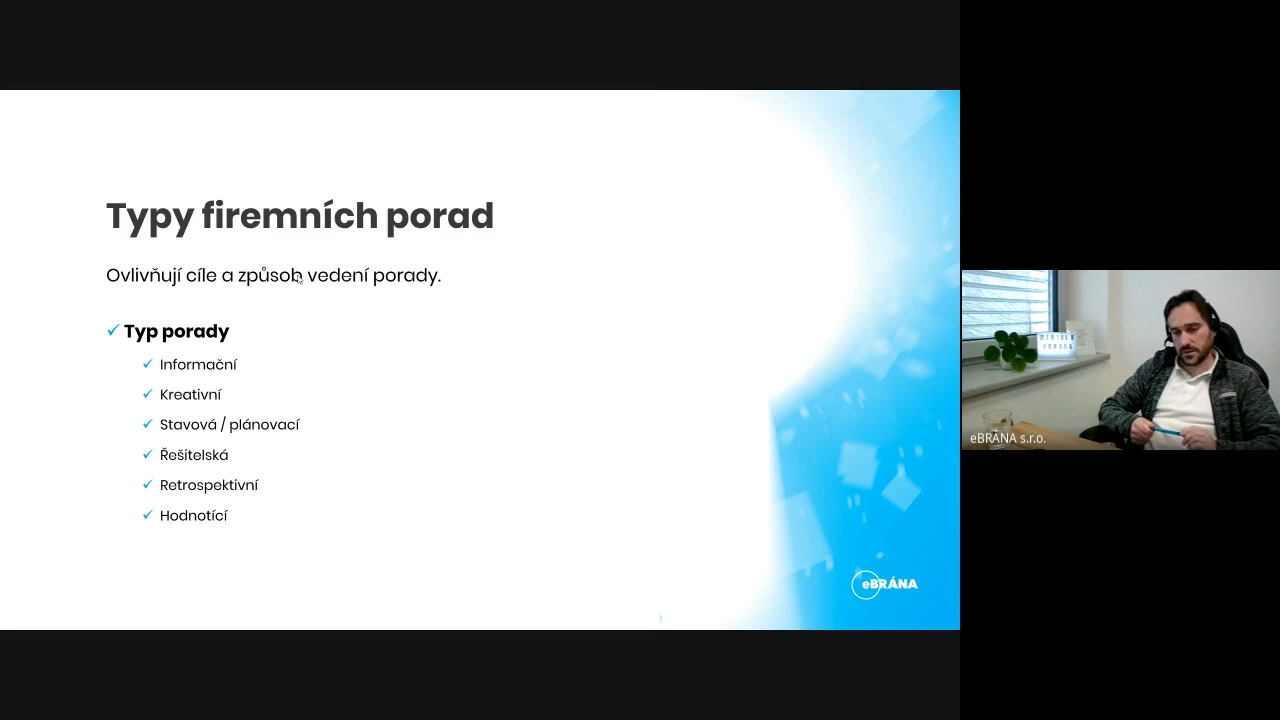 Typy firemních porad
Ovlivňují cíle a způsob vedení porady.
Typ porady
Informační
Kreativní
Stavová / plánovací
Řešitelská
Retrospektivní
Hodnotící
eBRÁNA
eBRÁNA s.r.o.